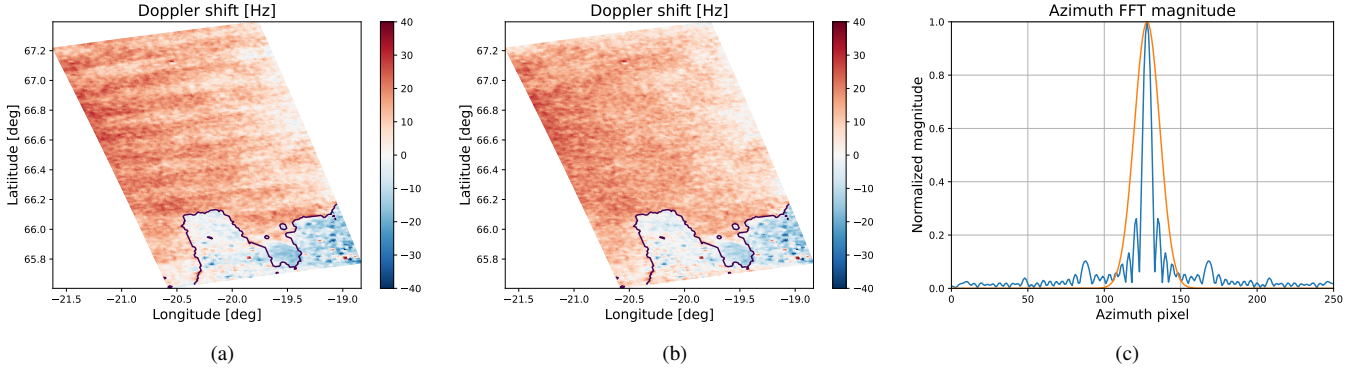 Doppler shift [Hz]
67.2
67.0
66.8
66.6
66.4
66.2
66.0
65.8
Latiitude [deg]
−21.5 −21.0 −20.5 −20.0 −19.5 −19.0
Longitude [deg]
40
30
20
10
0
−10
−20
−30
−40
(a)
Doppler shift [Hz]
67.2
67.0
66.8
66.6
66.4
66.2
66.0
65.8
Latiitude [deg]
−21.5 −21.0 −20.5 −20.0 −19.5 −19.0
Longitude [deg]
40
30
20
10
0
−10
−20
−30
−40
(b)
Azimuth FFT magnitude
1.0
0.8
0.6
0.4
0.2
0.0
Normalized magnitude
0 50 100 150 200 250
Azimuth pixel
(c)